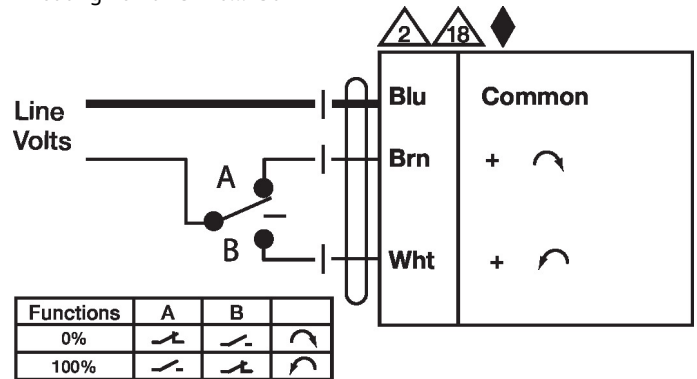 2 18
Line Volts
Blu Common
Brn +
Wht +
A
B
Functions A B
0%
100%